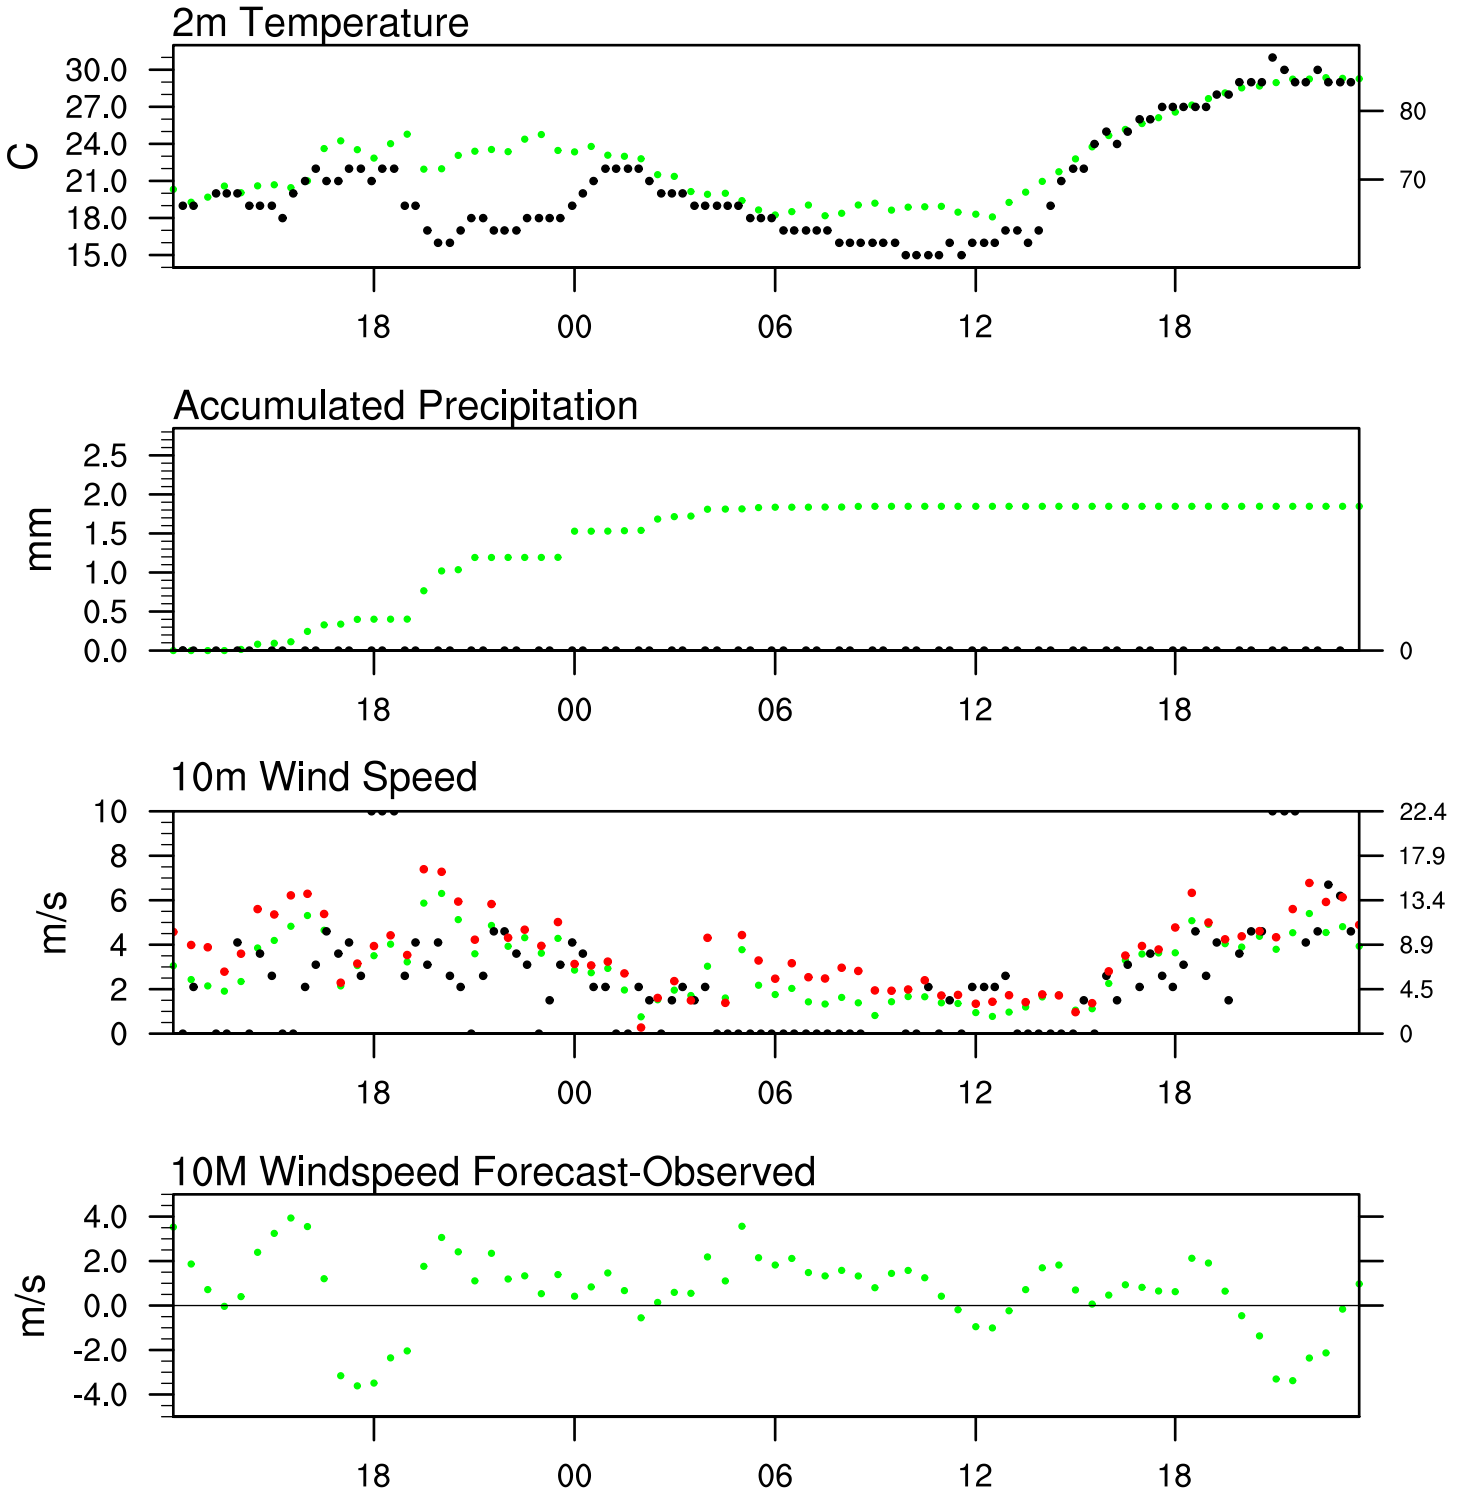 2m Temperature
30.0
27.0
24.0
21.0
18.0
15.0
C
80
70
18 00 06 12 18
Accumulated Precipitation
2.5
2.0
1.5
1.0
0.5
0.0
mm
0
18 00 06 12 18
10m Wind Speed
10
8
6
4
2
0
m/s
22.4
17.9
13.4
8.9
4.5
0
18 00 06 12 18
10M Windspeed Forecast-Observed
4.0
2.0
0.0
-2.0
-4.0
m/s
18 00 06 12 18